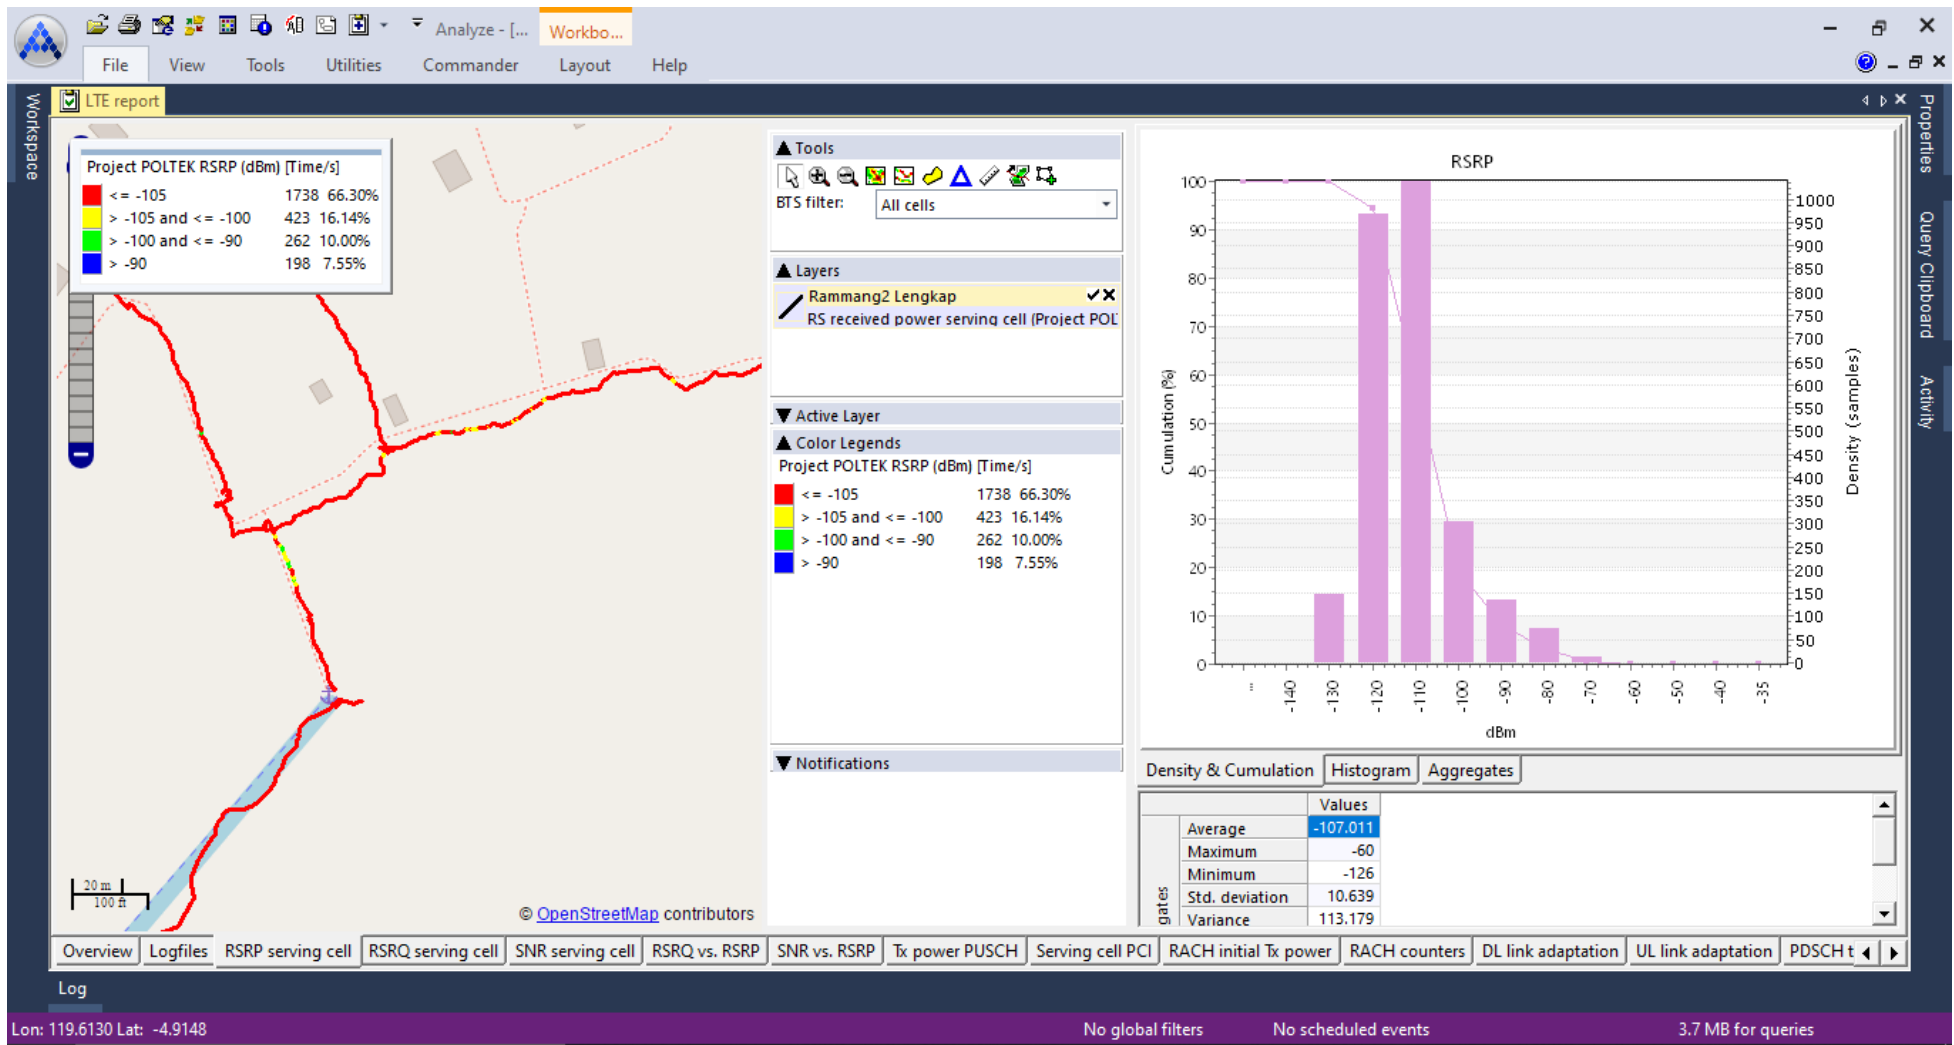 Analyze - [...
Workbo...
File View Tools Utilities Commander Layout Help
Workspace
LTE report
Properties
Query Clipboard
Activity
Project POLTEK RSRP (dBm) [Time/s]
<= -105 1738 66.30%
> -105 and <= -100 423 16.14%
> -100 and <= -90 262 10.00%
> -90 198 7.55%
20 m
100 ft
© OpenStreetMap contributors
Tools
BTS filter: All cells
Layers
Rammang2 Lengkap
RS received power serving cell (Project POL
Active Layer
Color Legends
Project POLTEK RSRP (dBm) [Time/s]
<= -105 1738 66.30%
> -105 and <= -100 423 16.14%
> -100 and <= -90 262 10.00%
> -90 198 7.55%
Notifications
RSRP
Cumulation (%)
100
90
80
70
60
50
40
30
20
10
0
Density (samples)
1000
950
900
850
800
750
700
650
600
550
500
450
400
350
300
250
200
150
100
50
0
... -140 -130 -120 -110 -100 -90 -80 -70 -60 -50 -40 -35
dBm
Density & Cumulation Histogram Aggregates
Values
gates
Average -107.011
Maximum -60
Minimum -126
Std. deviation 10.639
Variance 113.179
Overview Logfiles RSRP serving cell RSRQ serving cell SNR serving cell RSRQ vs. RSRP SNR vs. RSRP Tx power PUSCH Serving cell PCI RACH initial Tx power RACH counters DL link adaptation UL link adaptation PDSCH t
Log
Lon: 119.6130 Lat: -4.9148 No global filters No scheduled events 3.7 MB for queries